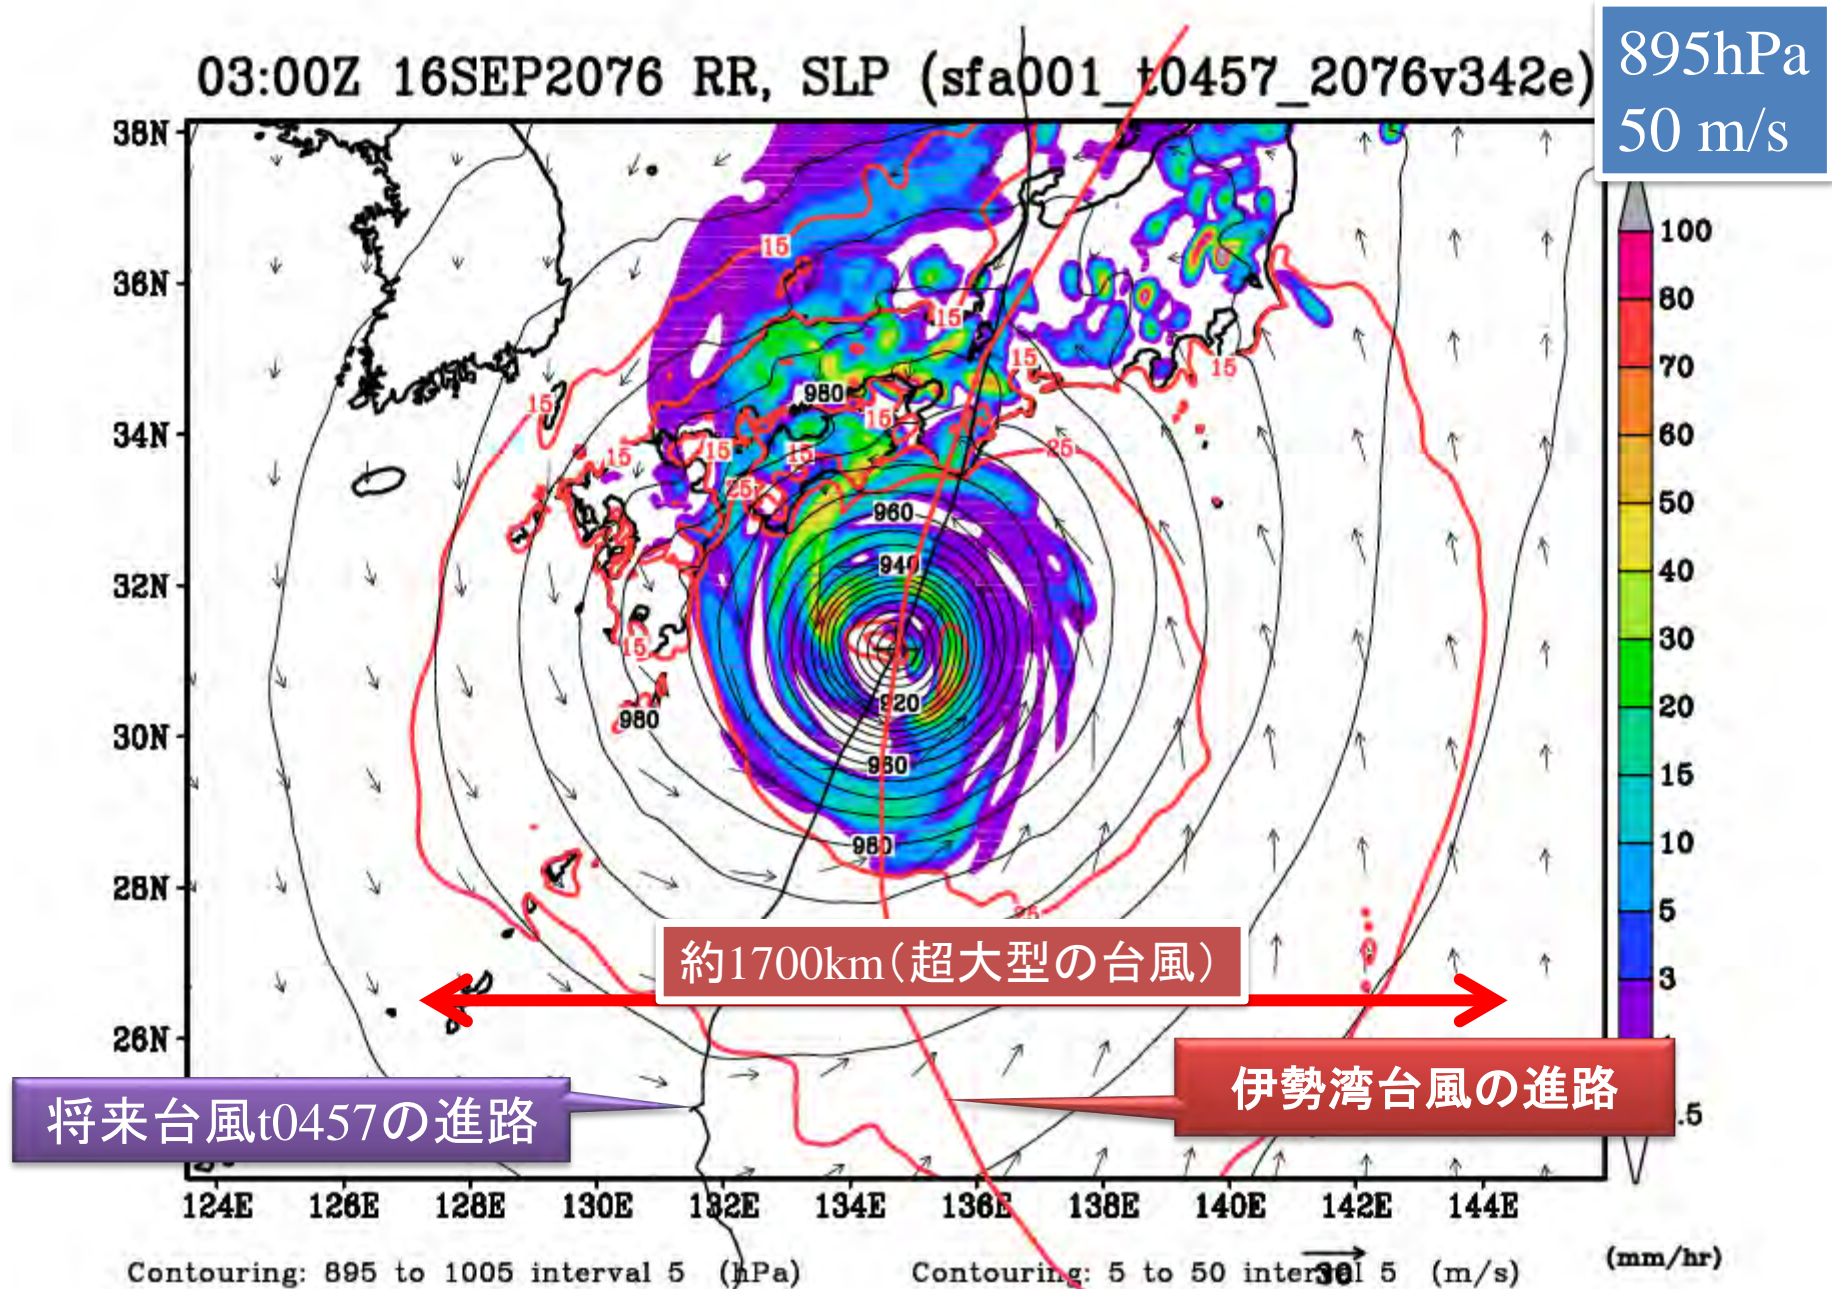 03:00Z 16SEP2076 RR, SLP (sfa001_t0457_2076v342e)
895hPa
50 m/s
38N
36N
34N
32N
30N
28N
26N
15
15
15
15
15
15
15
15
15
15
25
25
25
980
960
940
920
980
960
980
100
80
70
60
50
40
30
20
15
10
5
3
.5
約1700km(超大型の台風)
将来台風t0457の進路
伊勢湾台風の進路
124E 126E 128E 130E 132E 134E 136E 138E 140E 142E 144E
Contouring: 895 to 1005 interval 5 (hPa)
Contouring: 5 to 50 interval 5 (m/s)
30
(mm/hr)